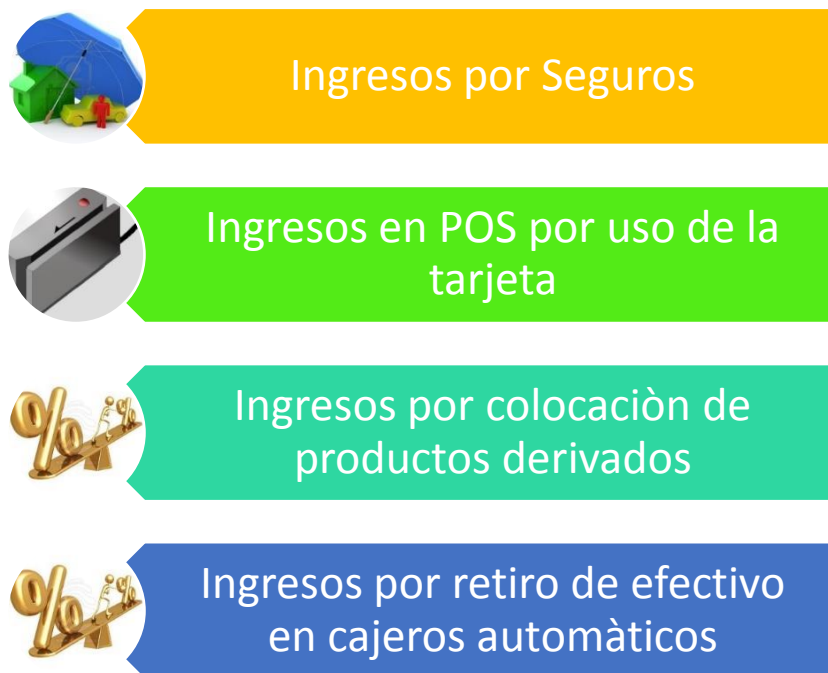 Ingresos por Seguros
Ingresos en POS por uso de la
tarjeta
Ingresos por colocaciòn de
productos derivados
Ingresos por retiro de efectivo
en cajeros automàticos